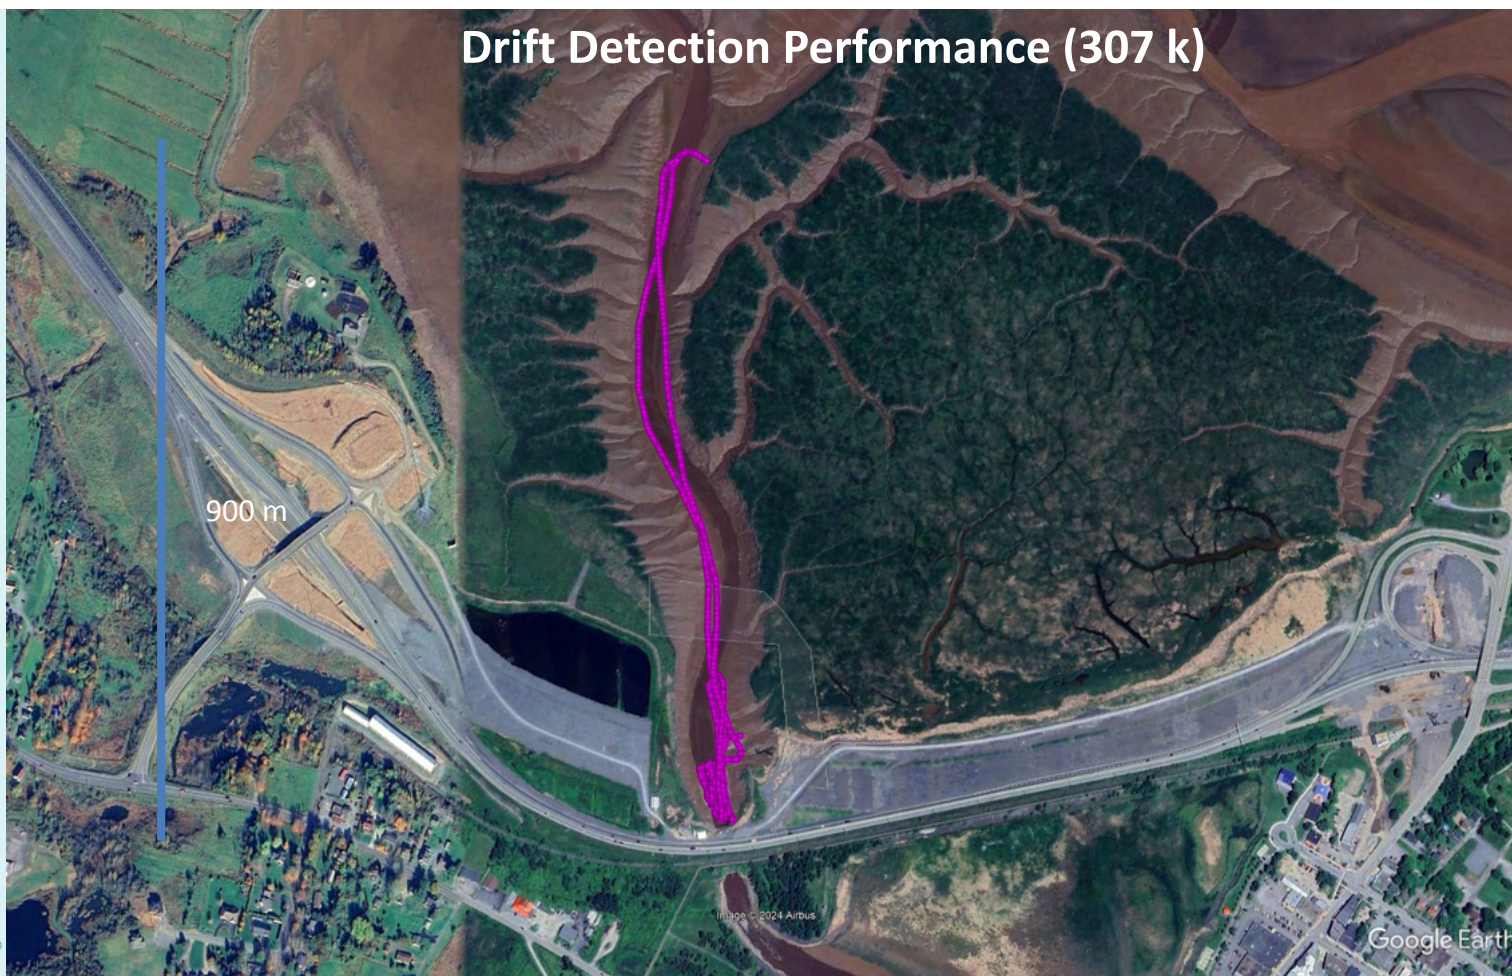 Drift Detection Performance (307 k)
900 m
Image © 2024 Airbus
Google Earth